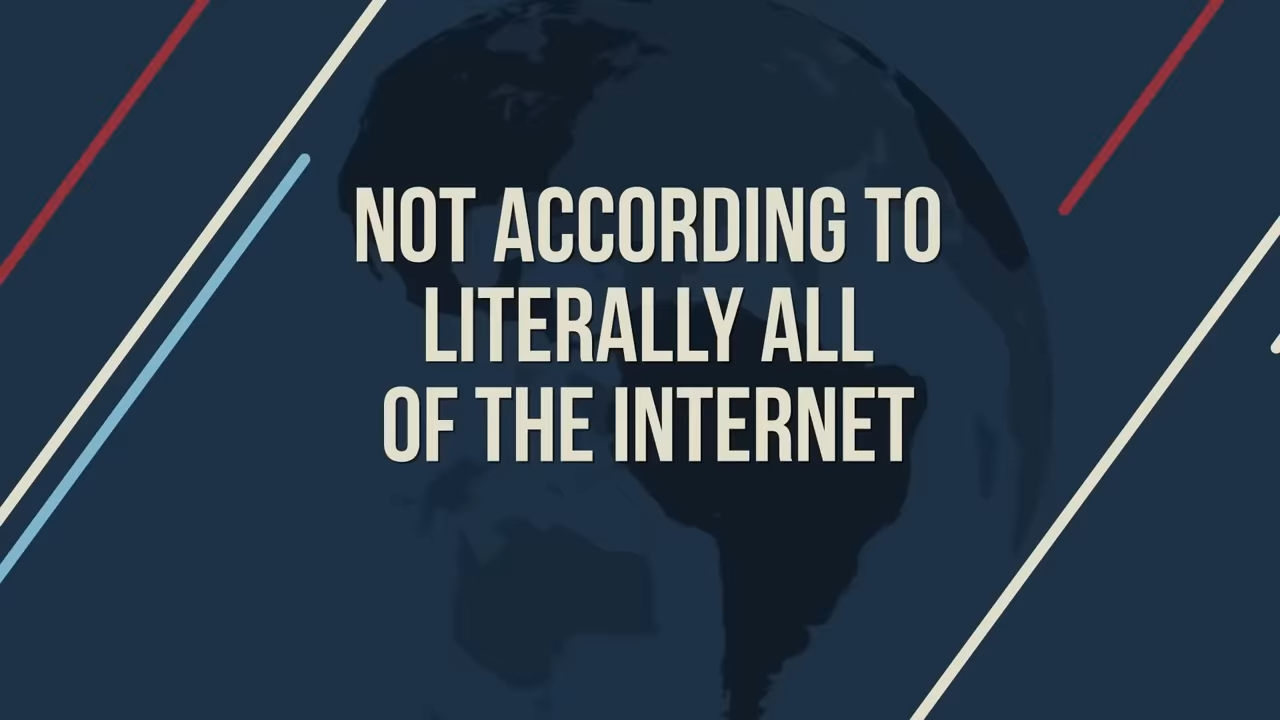 NOT ACCORDING TO
LITERALLY ALL
OF THE INTERNET